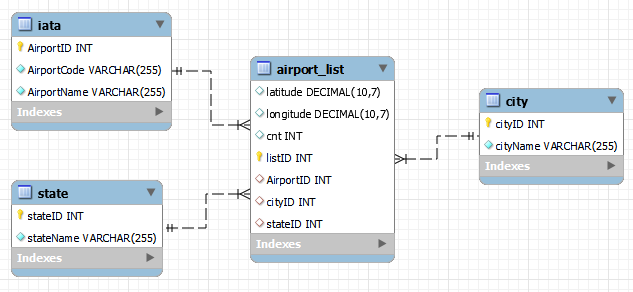 iata
AirportID INT
AirportCode VARCHAR(255)
AirportName VARCHAR(255)
Indexes
airport_list
latitude DECIMAL(10,7)
longitude DECIMAL(10,7)
cnt INT
listID INT
AirportID INT
cityID INT
stateID INT
Indexes
city
cityID INT
cityName VARCHAR(255)
Indexes
state
stateID INT
stateName VARCHAR(255)
Indexes